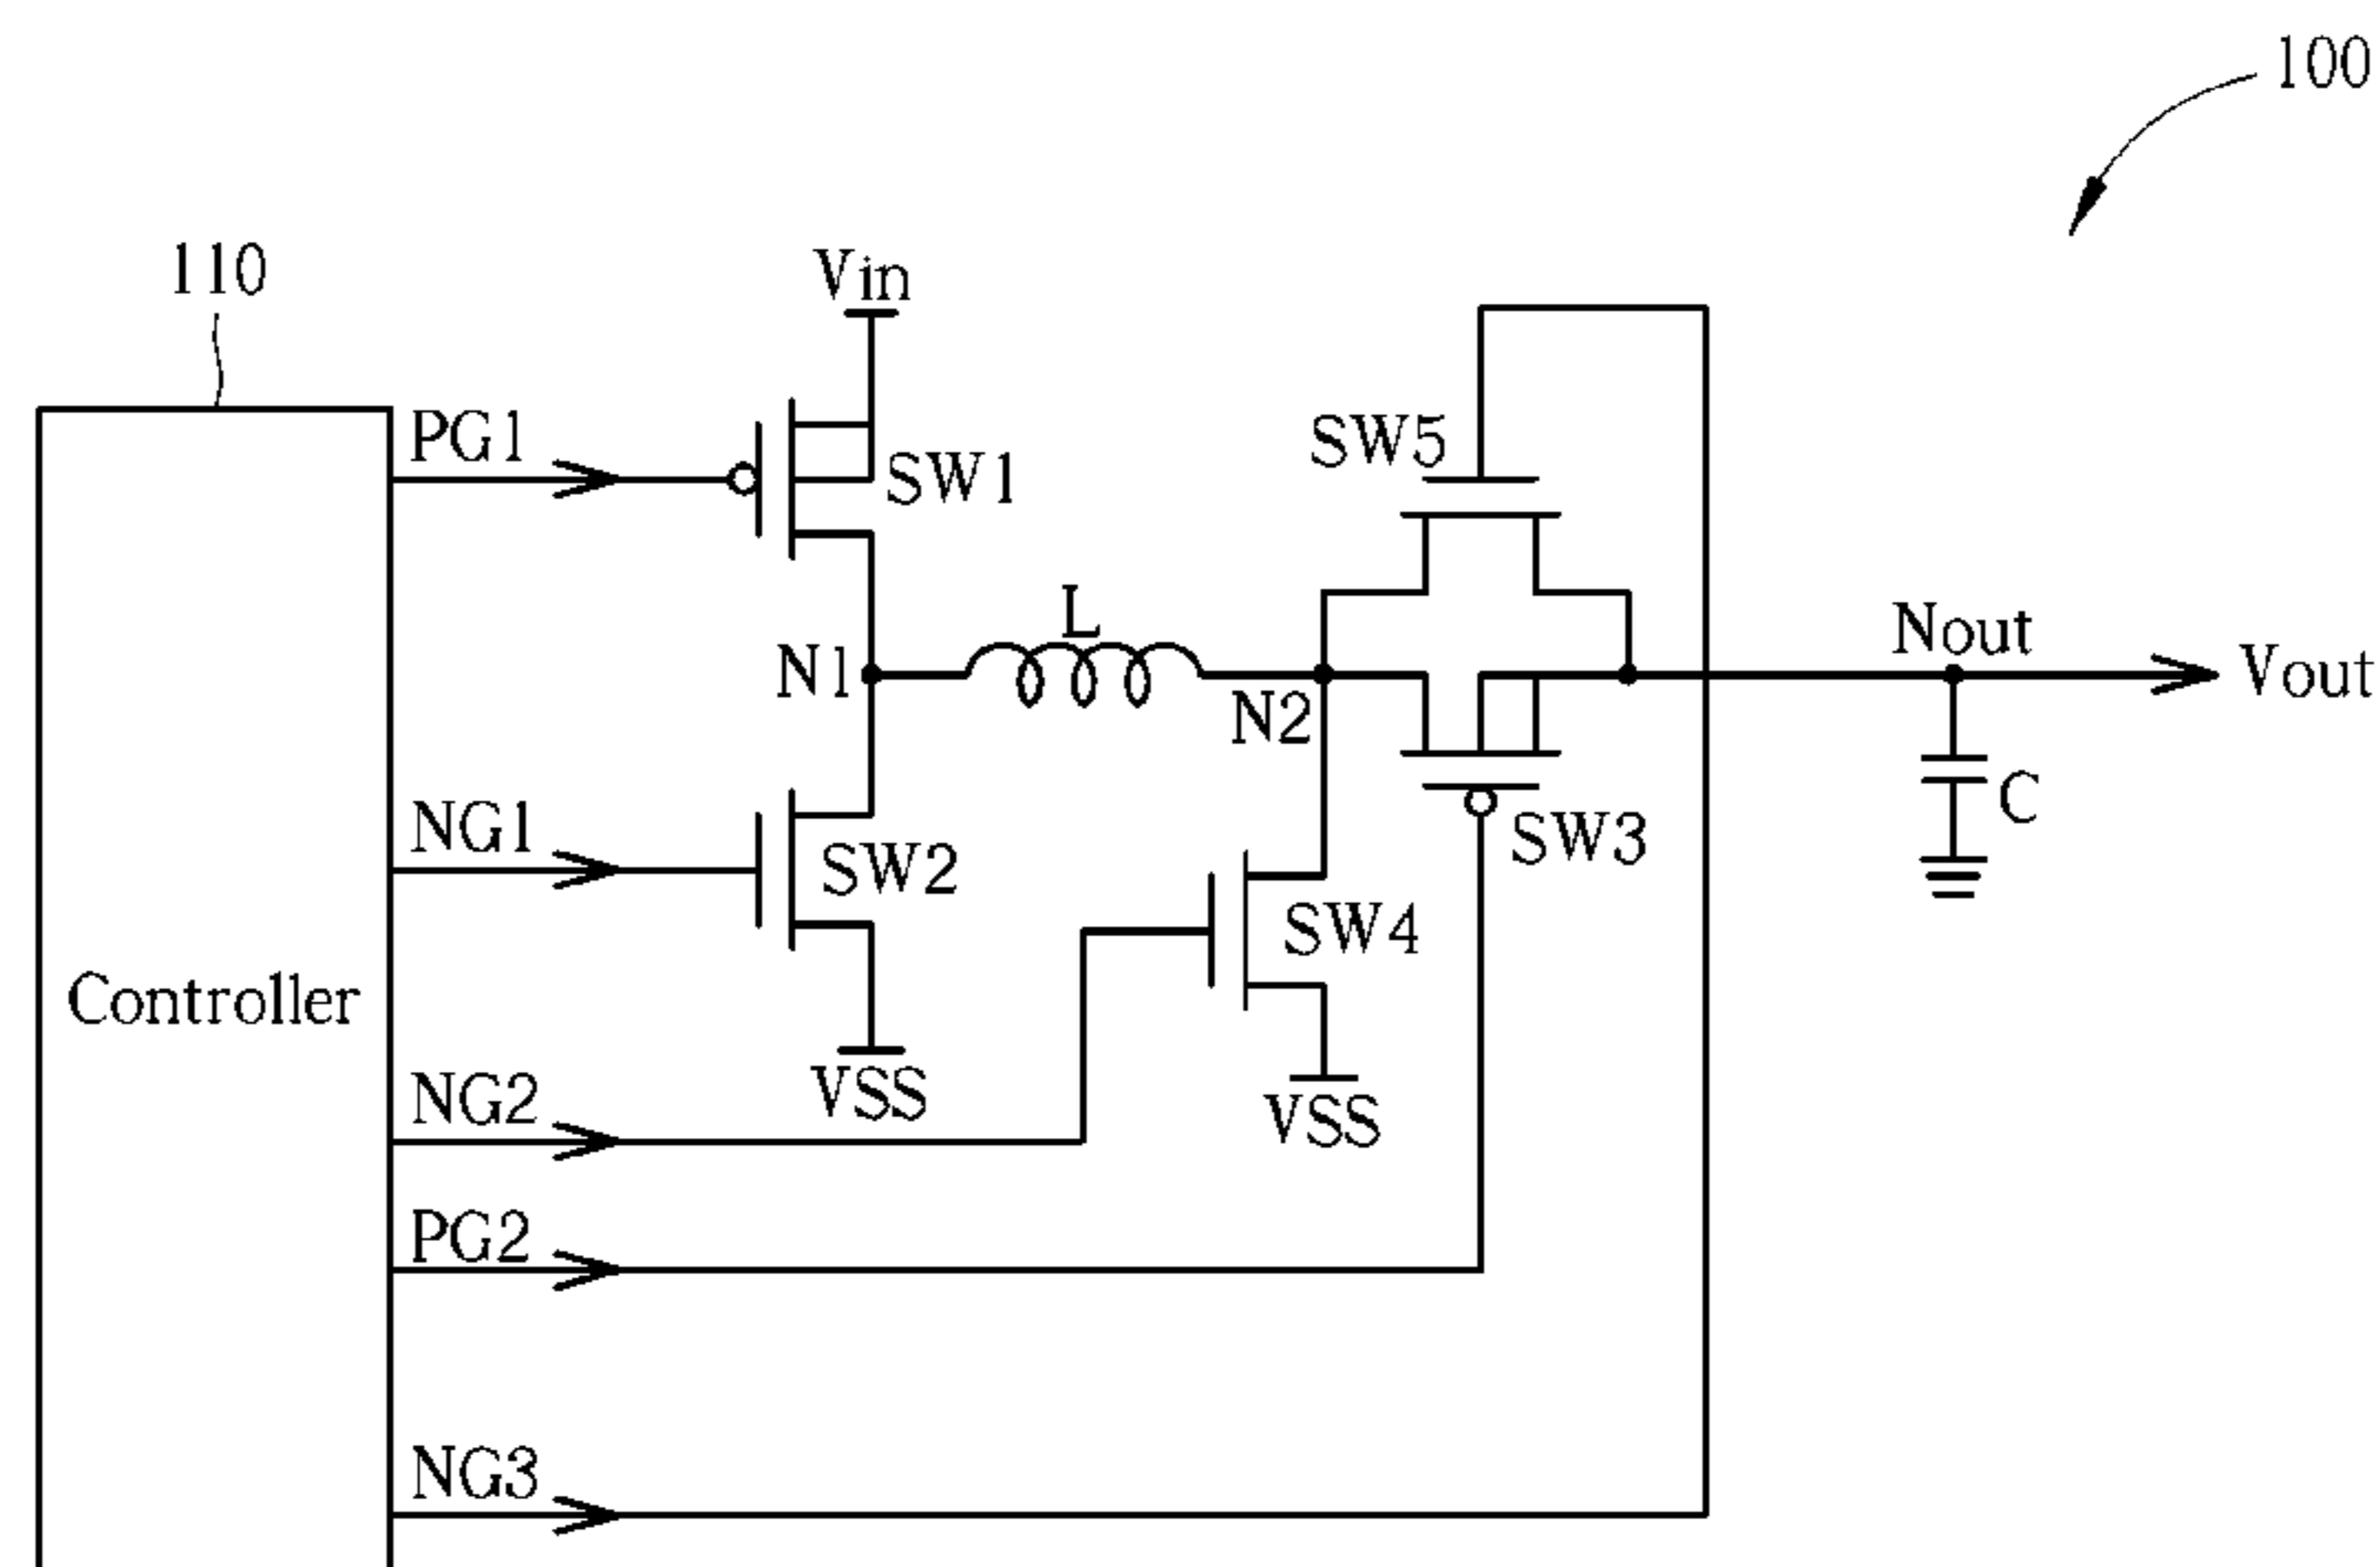 100
110
Vin
PG1
SW1
SW5
L
N1
N2
Nout
Vout
NG1
SW2
SW3
C
SW4
Controller
VSS
NG2
VSS
PG2
NG3